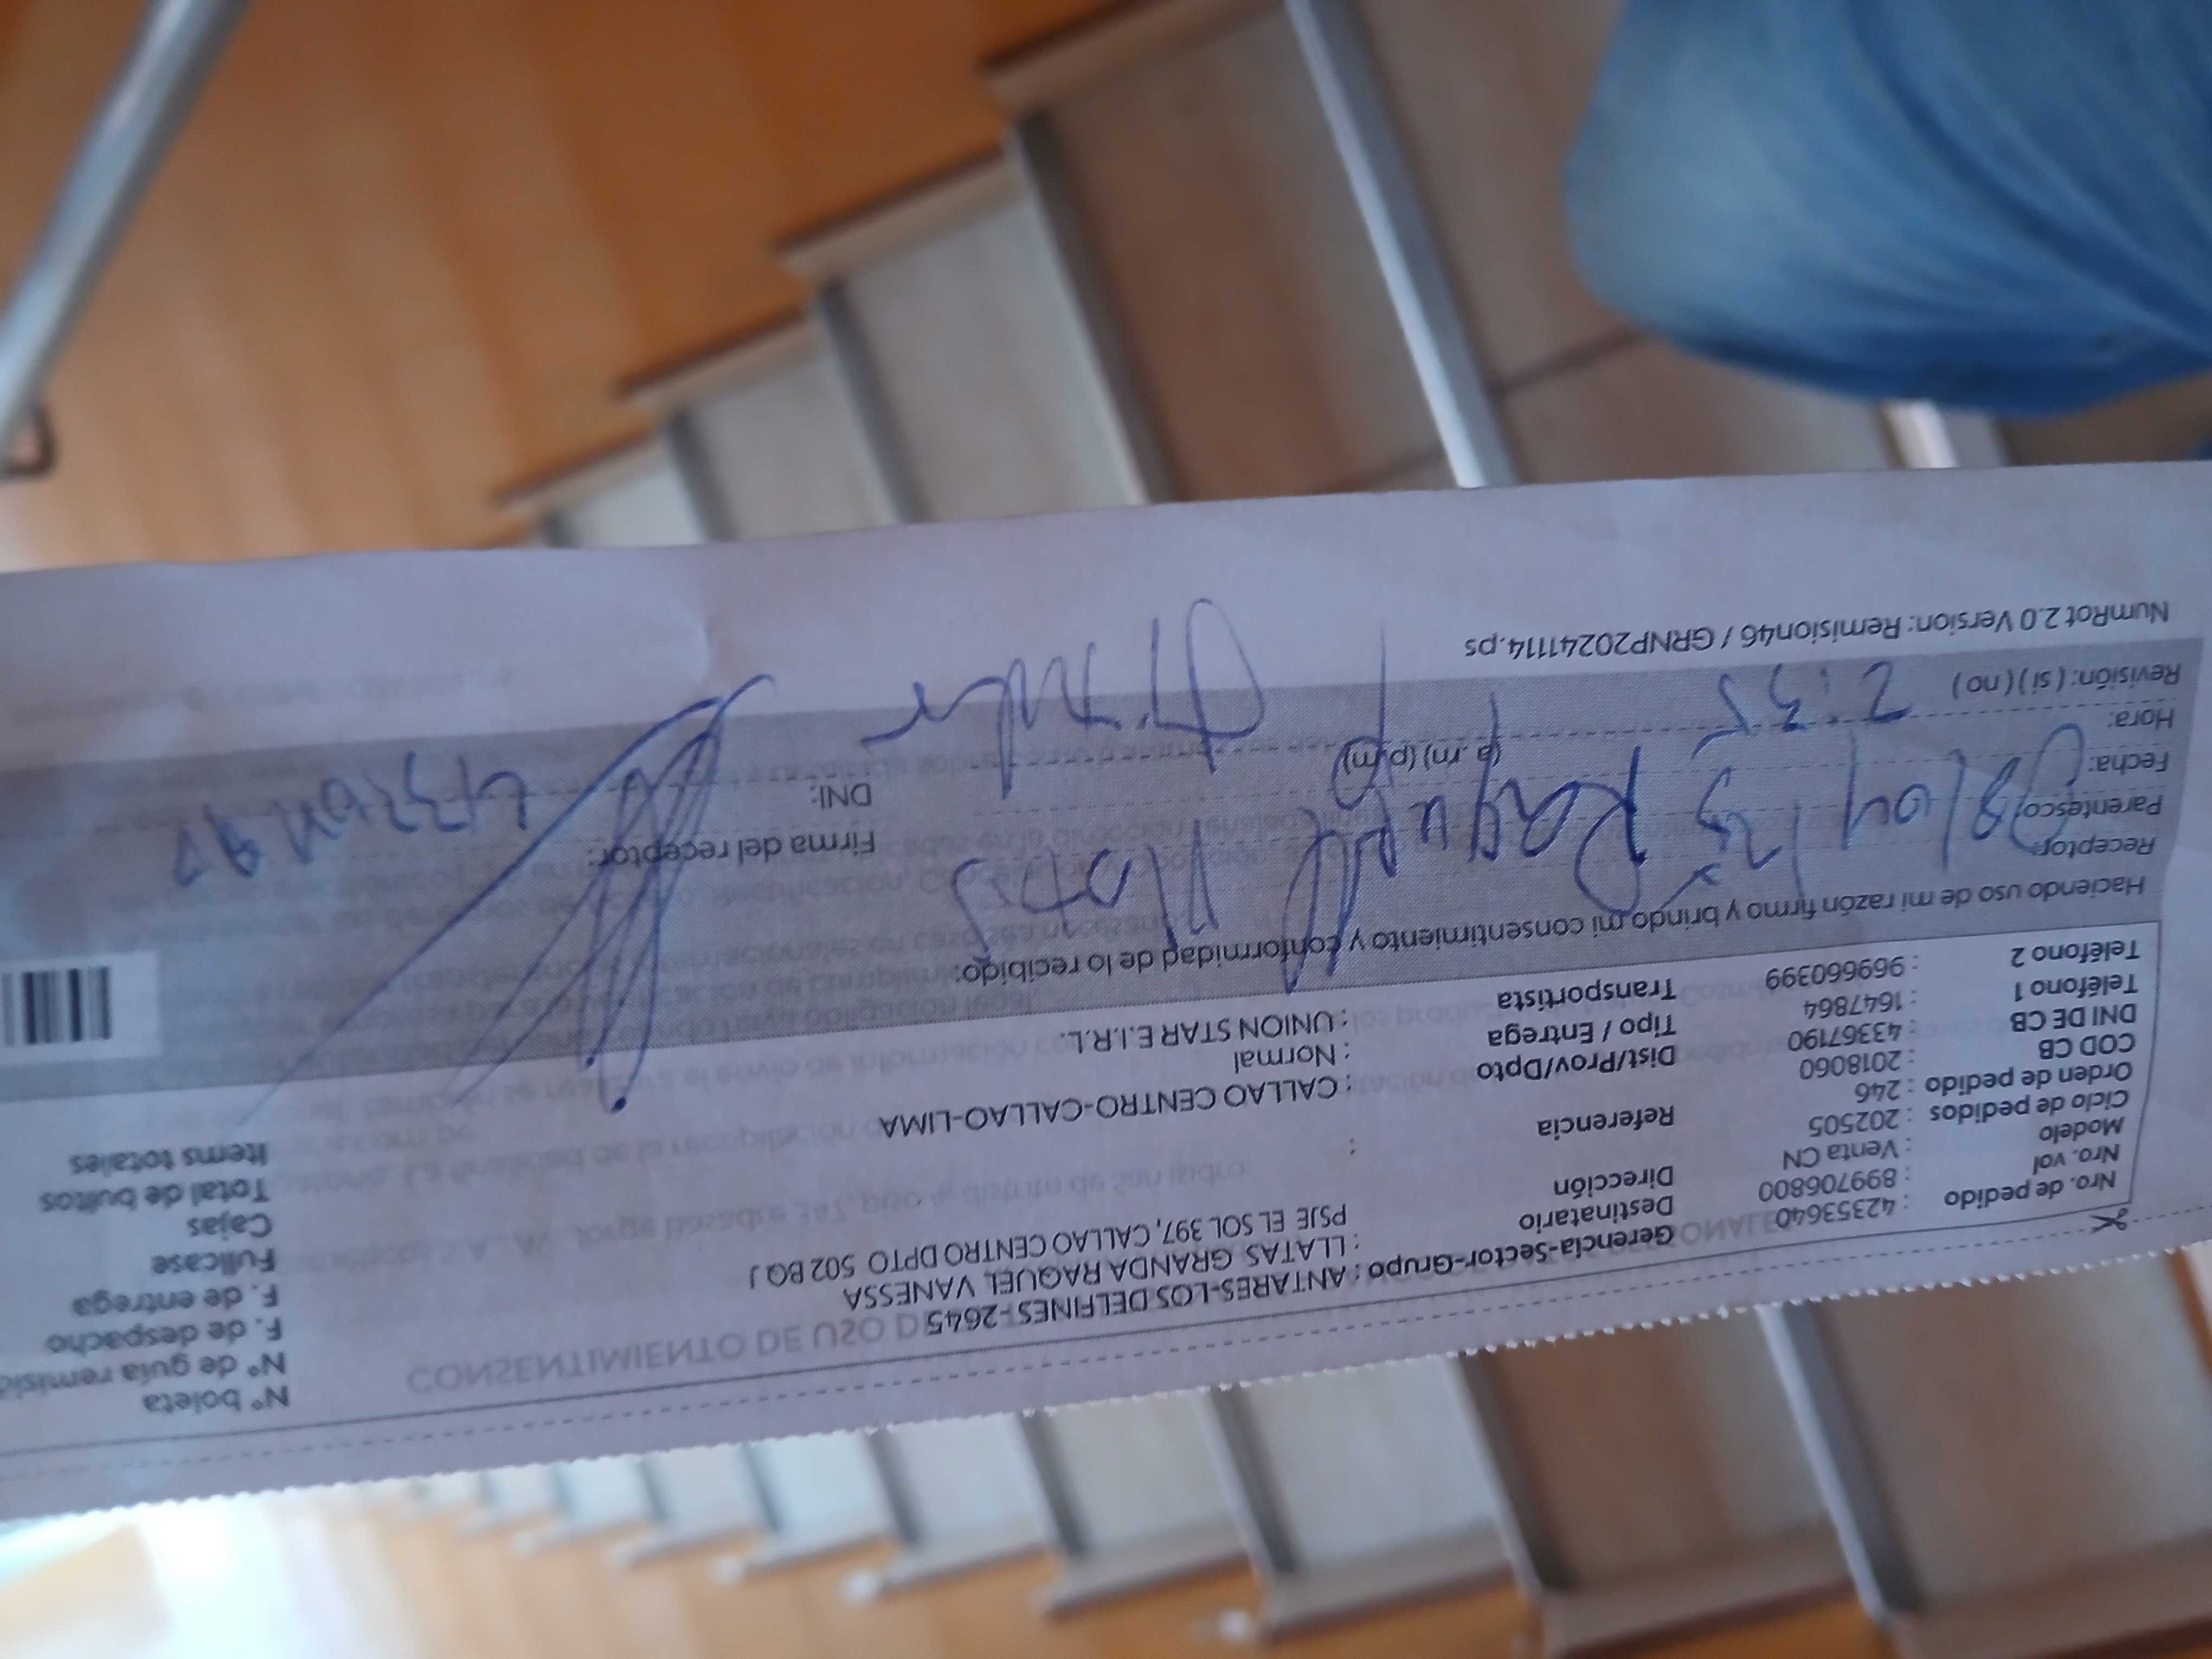 Nro. de pedido : 42353640
Nro. vol : 899706800
Modelo : Venta CN
Ciclo de pedidos : 202505
Orden de pedido : 246
COD CB : 2018060
DNI DE CB : 43367190
Teléfono 1 : 1647864
Teléfono 2 : 969660399
Gerencia-Sector-Grupo : ANTARES-LOS DELFINES-2645
Destinatario : LLATAS GRANDA RAQUEL VANESSA
Dirección PSJE EL SOL 397, CALLAO CENTRO DPTO 502 BQ J
Referencia :
Dist/Prov/Dpto : CALLAO CENTRO-CALLAO-LIMA
Tipo / Entrega : Normal
Transportista : UNION STAR E.I.R.L.
N° boleta
N° de guia
F. de despacho
F. de entrega
Fullcase
Cajas
Total de bultos
Items totales
Haciendo uso de mi razón firmo y brindo mi consentimiento y conformidad de lo recibido:
Receptor: Raquel
Parentesco:
Fecha:
Hora: 2:35 (a. m) (p. m)
Revisión: ( si ) ( no )
Firma del receptor:
DNI:
NumRot 2.0 Version: Remision46 / GRNP20241114.ps
CONSENTIMIENTO DE USO D